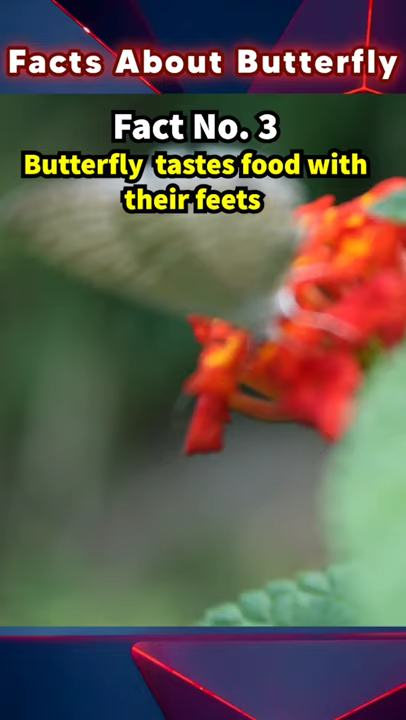 Facts About Butterfly
Fact No. 3
Butterfly tastes food with
their feets